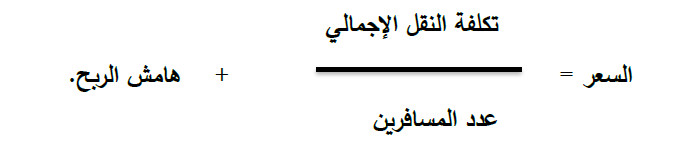 تكلفة النقل الإجمالي
السعر = + هامش الربح.
عدد المسافرين